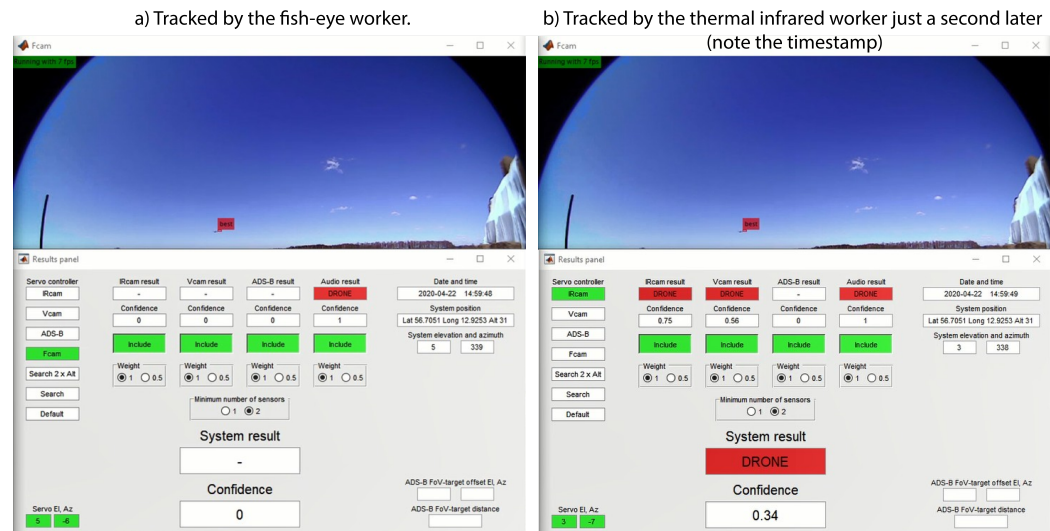 a) Tracked by the fish-eye worker.
b) Tracked by the thermal infrared worker just a second later
(note the timestamp)
Fcam
Running with 7 fps
best
Results panel
Servo controller
IRcam
Vcam
ADS-B
Fcam
Search 2 x Alt
Search
Default
Servo El, Az
5 -6
IRcam result Vcam result ADS-B result Audio result
- - - DRONE
Confidence Confidence Confidence Confidence
0 0 0 1
Include Include Include Include
Weight Weight Weight Weight
1 0.5 1 0.5 1 0.5 1 0.5
Minimum number of sensors
1 2
System result
-
Confidence
0
Date and time
2020-04-22 14:59:48
System position
Lat 56.7051 Long 12.9253 Alt 31
System elevation and azimuth
5 339
ADS-B FoV-target offset El, Az
ADS-B FoV-target distance
Fcam
Running with 7 fps
best
Results panel
Servo controller
IRcam
Vcam
ADS-B
Fcam
Search 2 x Alt
Search
Default
Servo El, Az
3 -7
IRcam result Vcam result ADS-B result Audio result
DRONE DRONE - DRONE
Confidence Confidence Confidence Confidence
0.75 0.56 0 1
Include Include Include Include
Weight Weight Weight Weight
1 0.5 1 0.5 1 0.5 1 0.5
Minimum number of sensors
1 2
System result
DRONE
Confidence
0.34
Date and time
2020-04-22 14:59:49
System position
Lat 56.7051 Long 12.9253 Alt 31
System elevation and azimuth
3 338
ADS-B FoV-target offset El, Az
ADS-B FoV-target distance